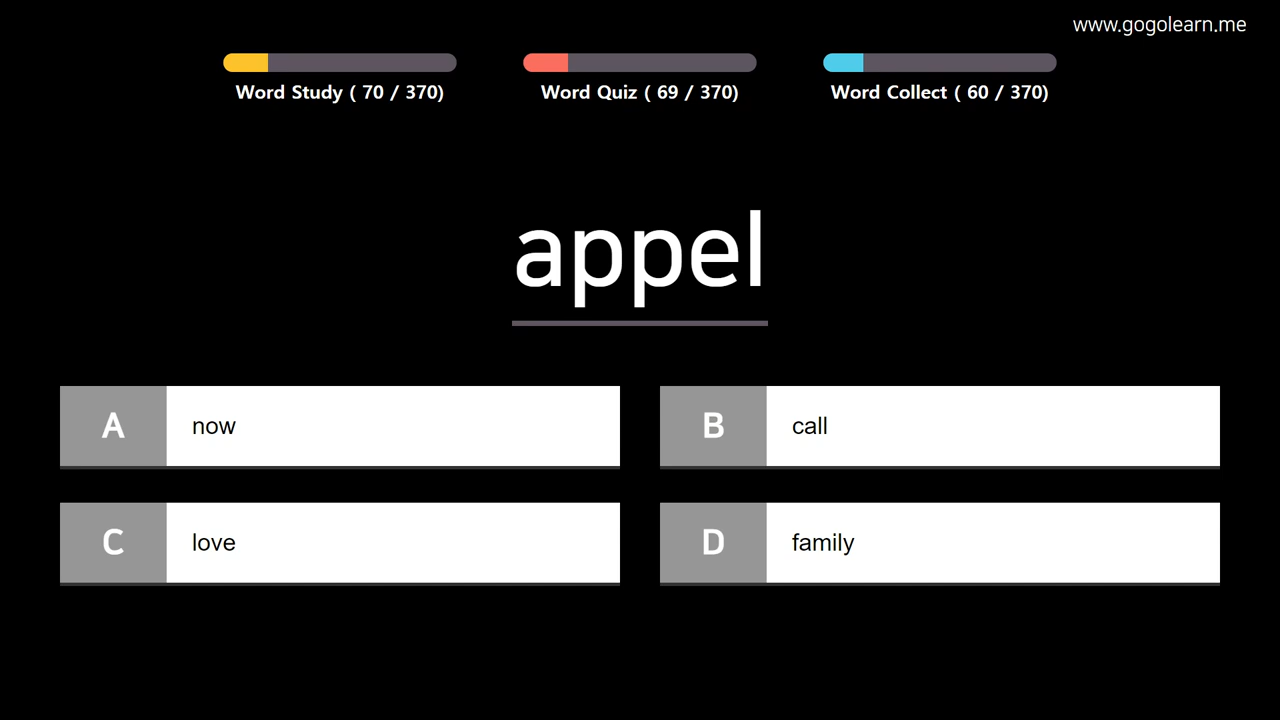 www.gogolearn.me
Word Study ( 70 / 370)
Word Quiz ( 69 / 370)
Word Collect ( 60 / 370)
appel
A now
B call
C love
D family